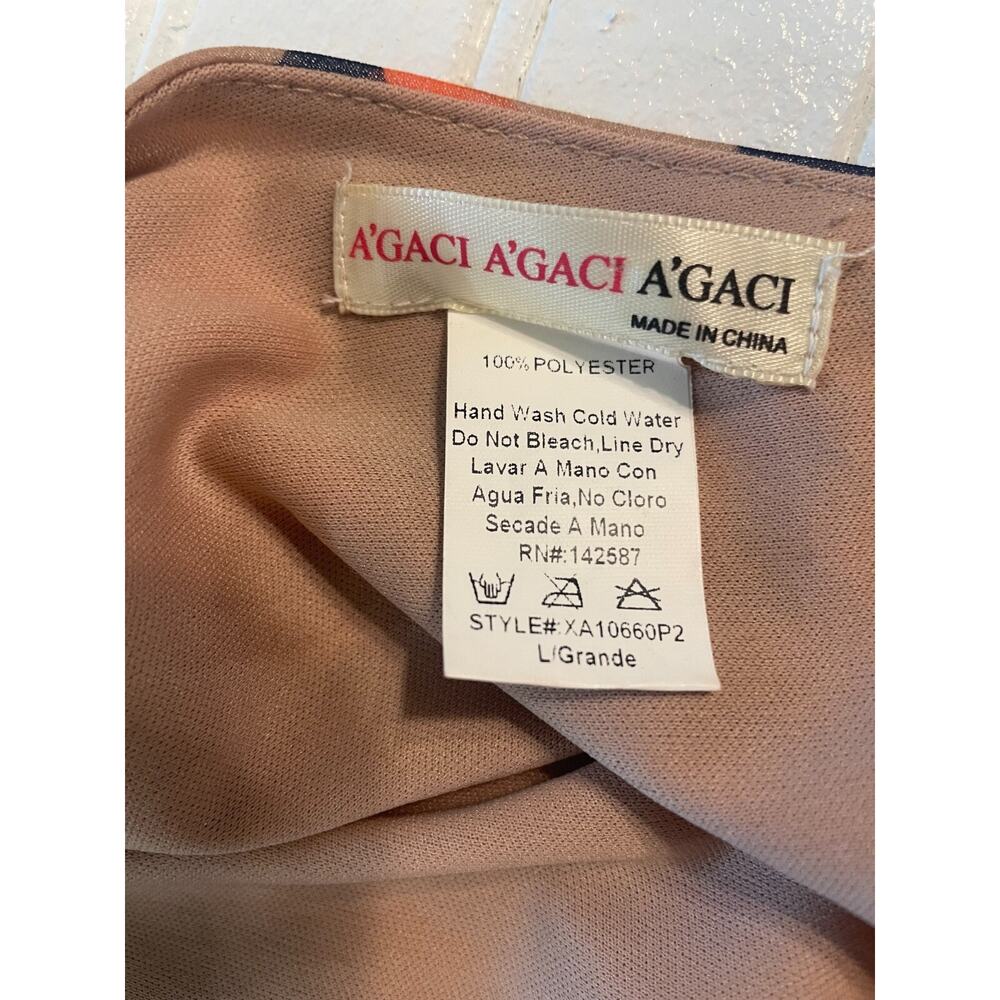 A'GACI A'GACI A'GACI
MADE IN CHINA
100% POLYESTER
Hand Wash Cold Water
Do Not Bleach,Line Dry
Lavar A Mano Con
Agua Fria,No Cloro
Secade A Mano
RN#:142587
STYLE#:XA10660P2
L/Grande